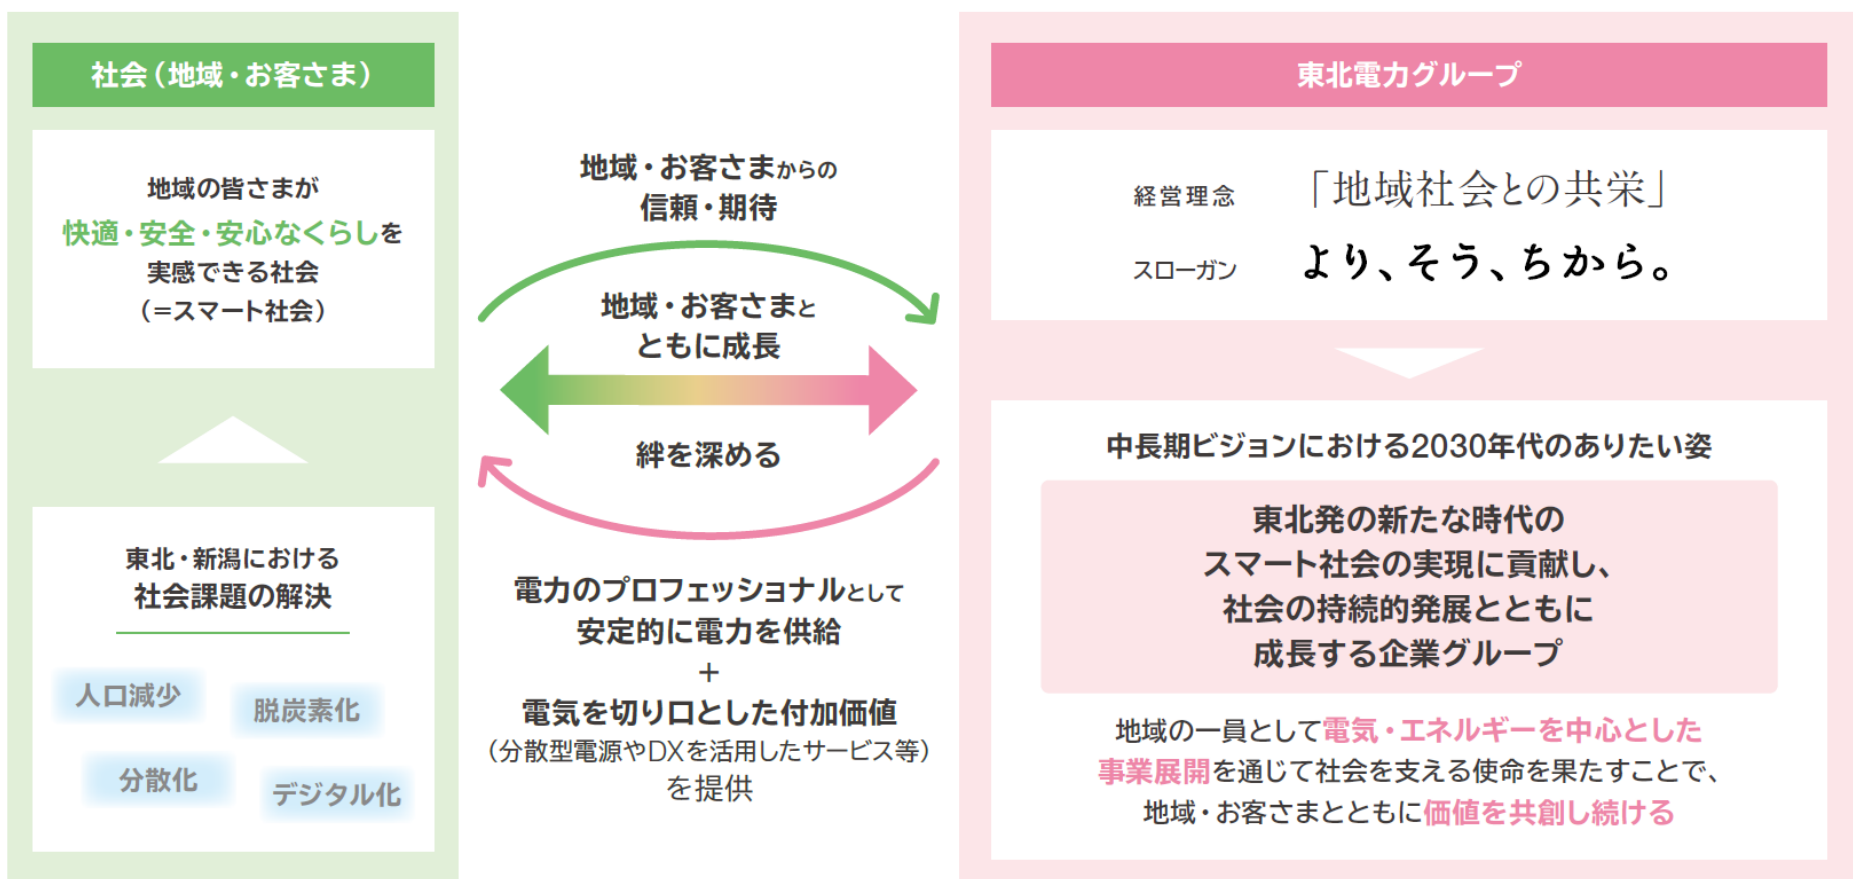 社会（地域・お客さま）
地域の皆さまが
快適・安全・安心なくらしを
実感できる社会
（＝スマート社会）
東北・新潟における
社会課題の解決
人口減少
脱炭素化
分散化
デジタル化
地域・お客さまからの
信頼・期待
地域・お客さまと
ともに成長
絆を深める
電力のプロフェッショナルとして
安定的に電力を供給
＋
電気を切り口とした付加価値
（分散型電源やDXを活用したサービス等）
を提供
東北電力グループ
経営理念 「地域社会との共栄」
スローガン より、そう、ちから。
中長期ビジョンにおける2030年代のありたい姿
東北発の新たな時代の
スマート社会の実現に貢献し、
社会の持続的発展とともに
成長する企業グループ
地域の一員として電気・エネルギーを中心とした
事業展開を通じて社会を支える使命を果たすことで、
地域・お客さまとともに価値を共創し続ける